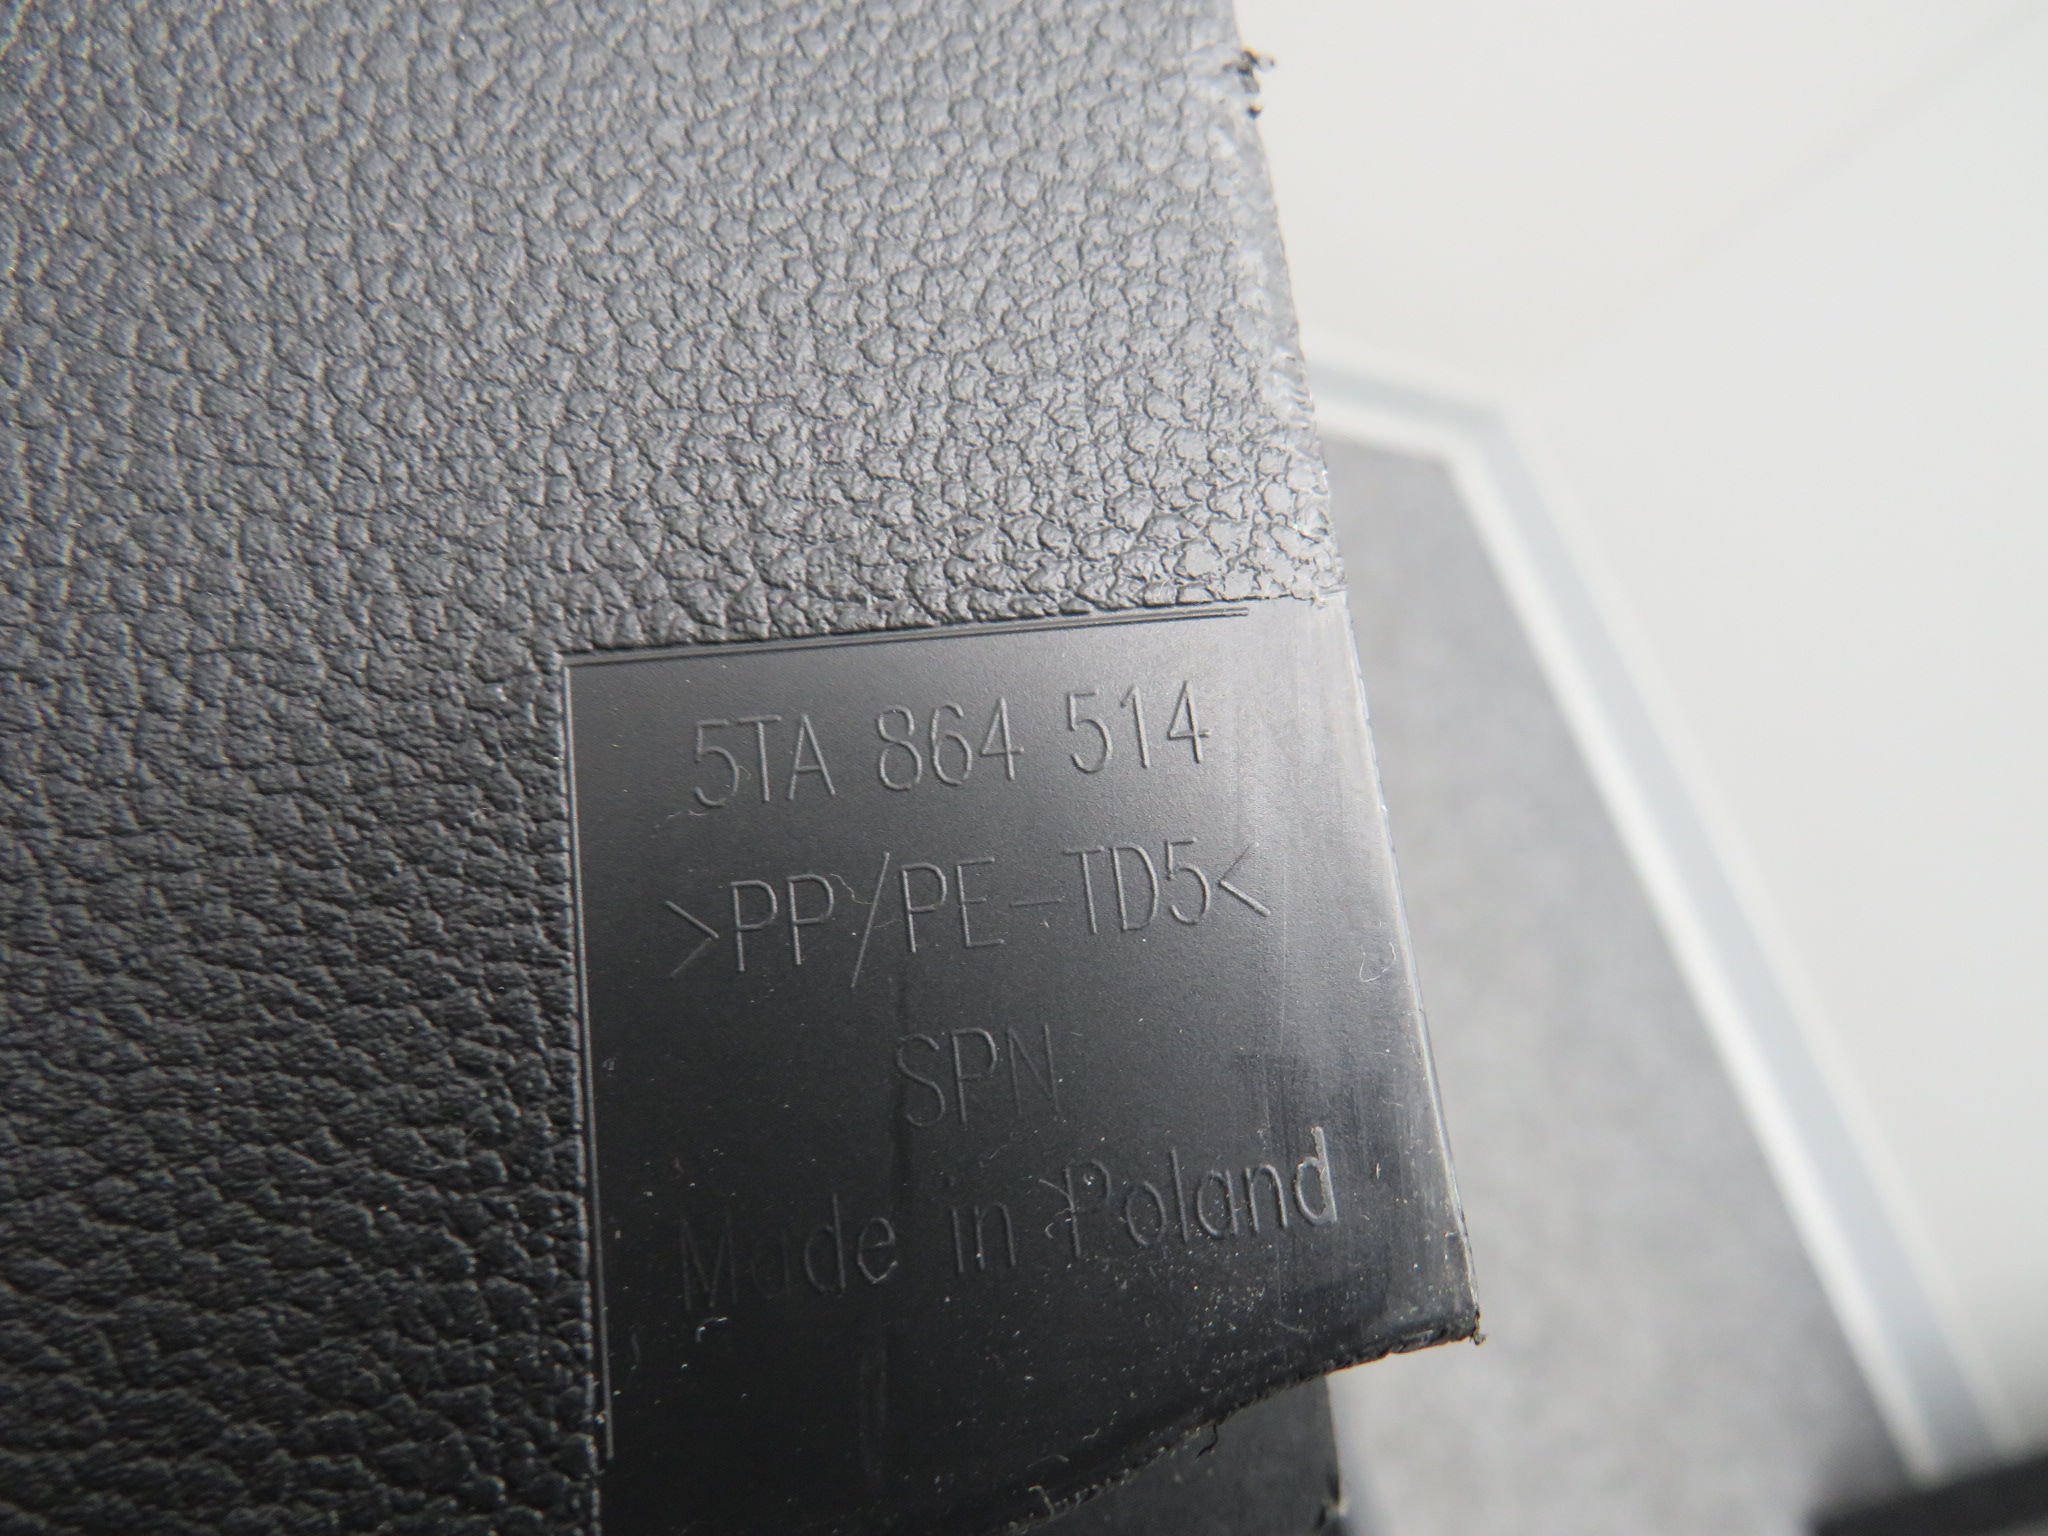 5TA 864 514
>PP/PE-TD5<
SPN
Made in Poland